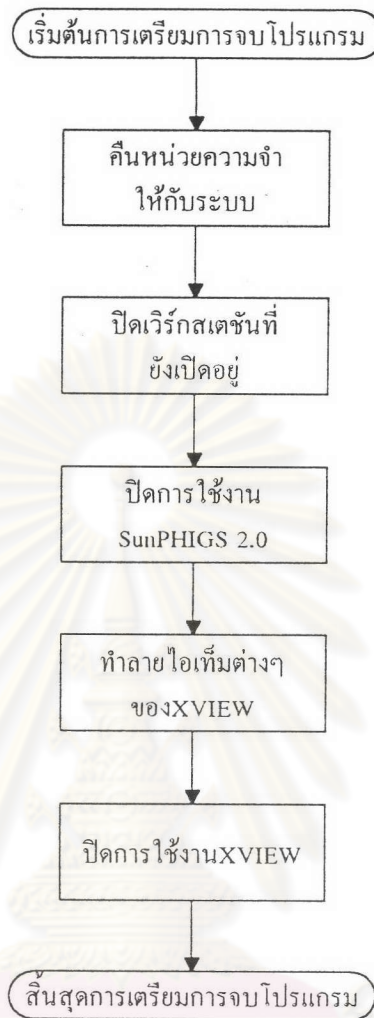 เริ่มต้นการเตรียมการจบโปรแกรม
คืนหน่วยความจำ
ให้กับระบบ
ปิดเวิร์กสเตชันที่
ยังเปิดอยู่
ปิดการใช้งาน
SunPHIGS 2.0
ทำลายไอเท็มต่างๆ
ของXVIEW
ปิดการใช้งานXVIEW
สิ้นสุดการเตรียมการจบโปรแกรม